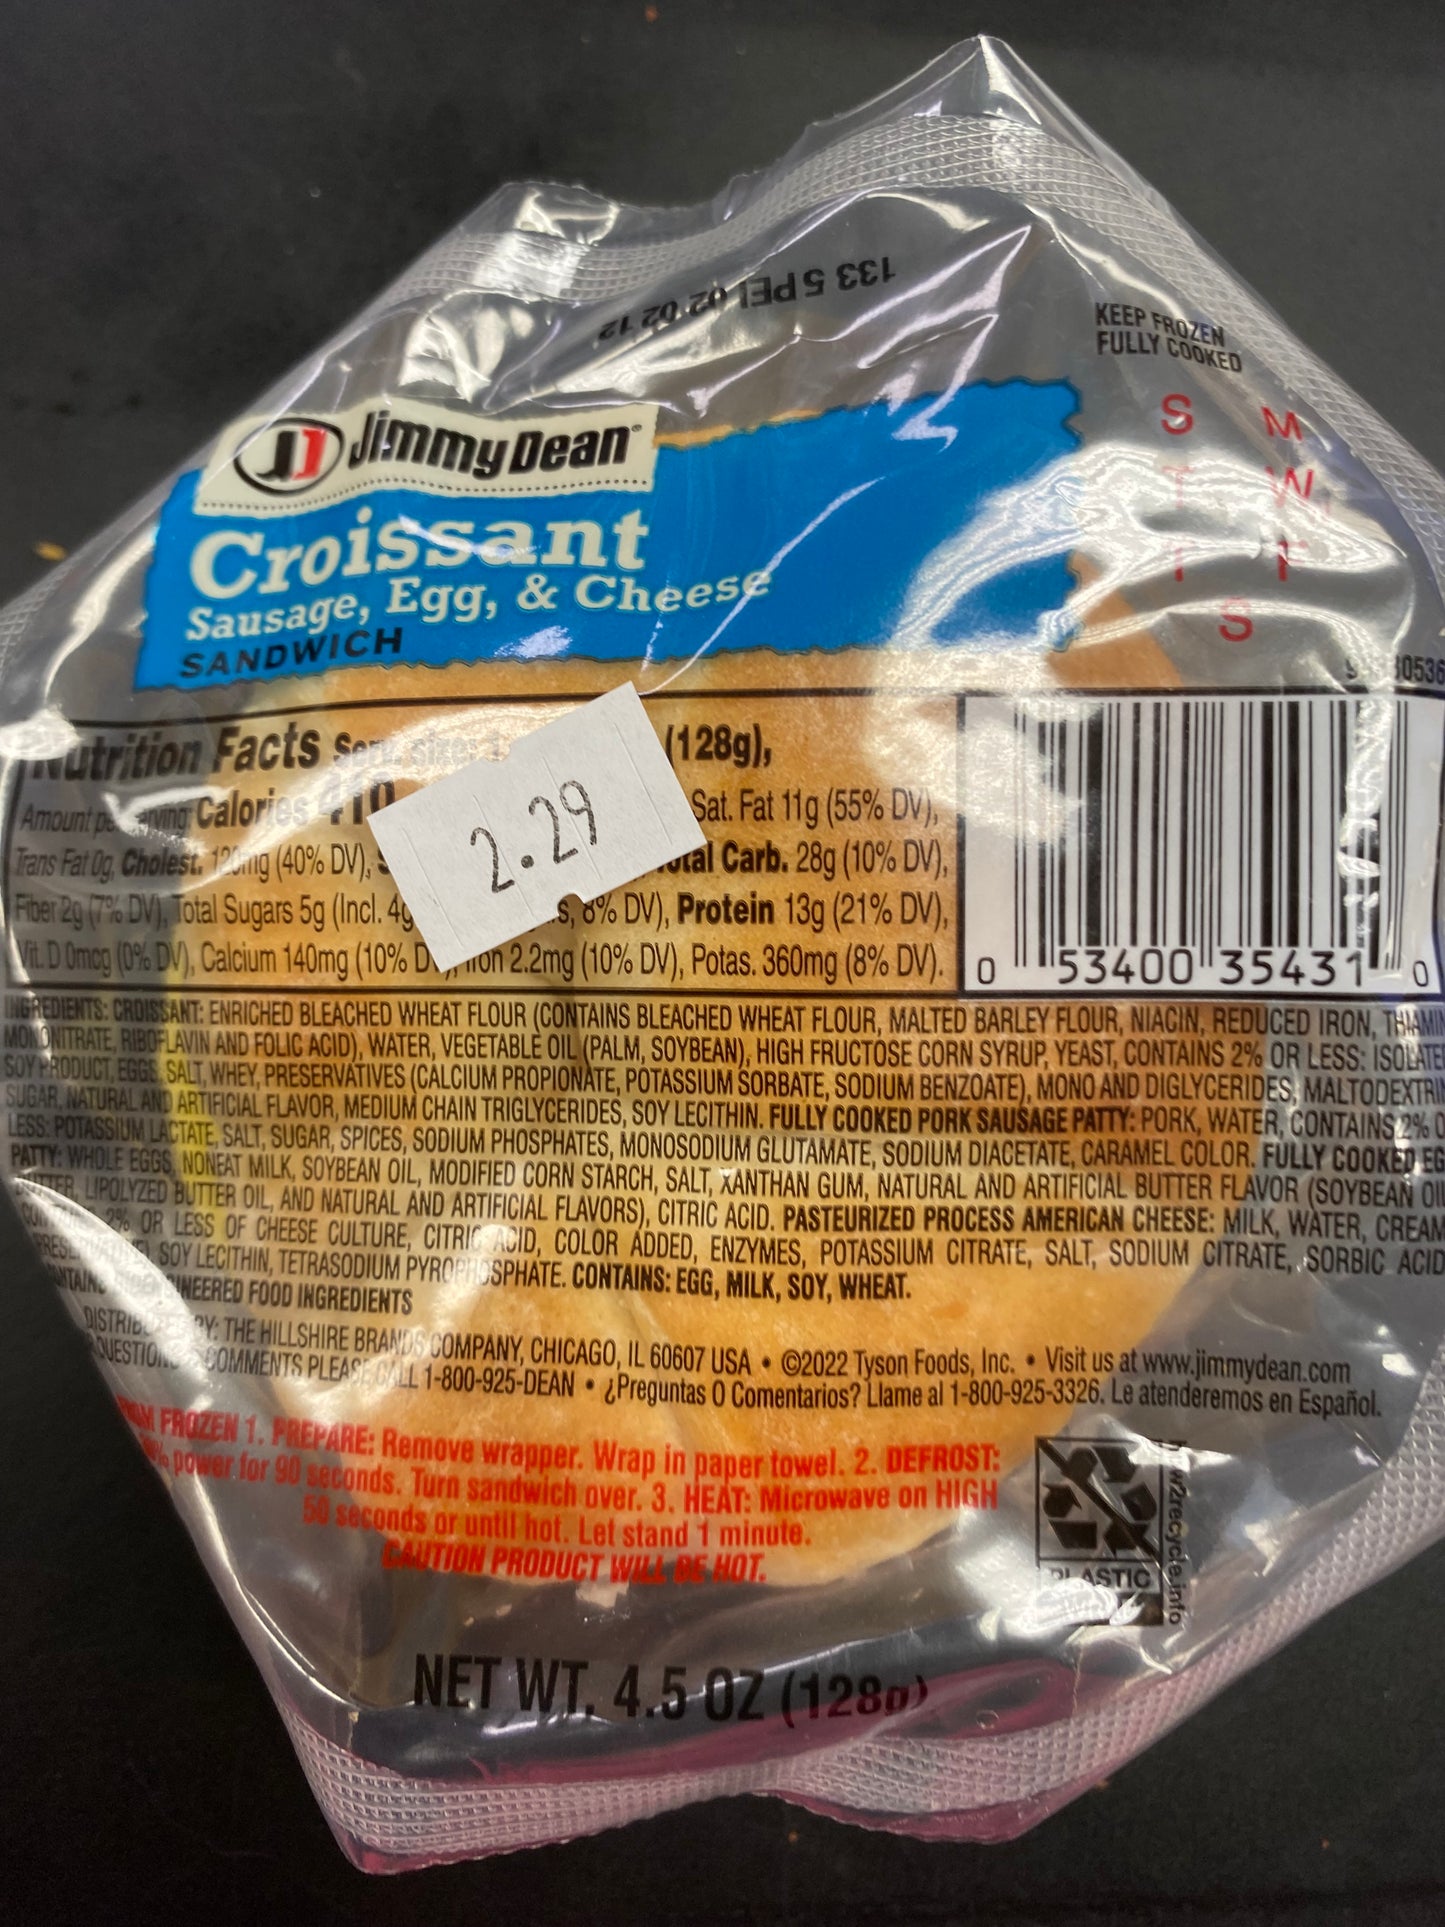 133 5 PEI 02 02 12
KEEP FROZEN
FULLY COOKED
S M
T W
T F
S
JimmyDean
Croissant
Sausage, Egg, & Cheese
SANDWICH
Nutrition Facts (128g),
Calories 410 Sat. Fat 11g (55% DV),
2.29
Trans Fat 0g, Cholest. 120mg (40% DV), Carb. 28g (10% DV),
Fiber 2g (7% DV), Total Sugars 5g (Incl. 4g 8% DV), Protein 13g (21% DV),
Vit. D 0mcg (0% DV), Calcium 140mg (10% 2.2mg (10% DV), Potas. 360mg (8% DV).
0 53400 35431 0
INGREDIENTS: CROISSANT: ENRICHED BLEACHED WHEAT FLOUR (CONTAINS BLEACHED WHEAT FLOUR, MALTED BARLEY FLOUR, NIACIN, REDUCED IRON,
MONONITRATE, RIBOFLAVIN AND FOLIC ACID), WATER, VEGETABLE OIL (PALM, SOYBEAN), HIGH FRUCTOSE CORN SYRUP, YEAST, CONTAINS 2% OR LESS:
SOY PRODUCT, EGGS, SALT, WHEY, PRESERVATIVES (CALCIUM PROPIONATE, POTASSIUM SORBATE, SODIUM BENZOATE), MONO AND DIGLYCERIDES,
SUGAR, NATURAL AND ARTIFICIAL FLAVOR, MEDIUM CHAIN TRIGLYCERIDES, SOY LECITHIN. FULLY COOKED PORK SAUSAGE PATTY: PORK, WATER, CONTAINS 2%
LESS: POTASSIUM LACTATE, SALT, SUGAR, SPICES, SODIUM PHOSPHATES, MONOSODIUM GLUTAMATE, SODIUM DIACETATE, CARAMEL COLOR. FULLY COOKED
PATTY: WHOLE EGGS, NONFAT MILK, SOYBEAN OIL, MODIFIED CORN STARCH, SALT, XANTHAN GUM, NATURAL AND ARTIFICIAL BUTTER FLAVOR (SOYBEAN
BUTTER, LIPOLYZED BUTTER OIL, AND NATURAL AND ARTIFICIAL FLAVORS), CITRIC ACID. PASTEURIZED PROCESS AMERICAN CHEESE: MILK, WATER, CREAM
2% OR LESS OF CHEESE CULTURE, CITRIC ACID, COLOR ADDED, ENZYMES, POTASSIUM CITRATE, SALT, SODIUM CITRATE, SORBIC ACID
SOY LECITHIN, TETRASODIUM PYROPHOSPHATE. CONTAINS: EGG, MILK, SOY, WHEAT.
FOOD INGREDIENTS
DISTRIBUTED BY: THE HILLSHIRE BRANDS COMPANY, CHICAGO, IL 60607 USA • ©2022 Tyson Foods, Inc. • Visit us at www.jimmydean.com
COMMENTS PLEASE CALL 1-800-925-DEAN • ¿Preguntas O Comentarios? Llame al 1-800-925-3326. Le atenderemos en Español.
FROZEN 1. PREPARE: Remove wrapper. Wrap in paper towel. 2. DEFROST:
power for 90 seconds. Turn sandwich over. 3. HEAT: Microwave on HIGH
50 seconds or until hot. Let stand 1 minute.
CAUTION PRODUCT WILL BE HOT.
PLASTIC
how2recycle.info
NET WT. 4.5 OZ (128g)